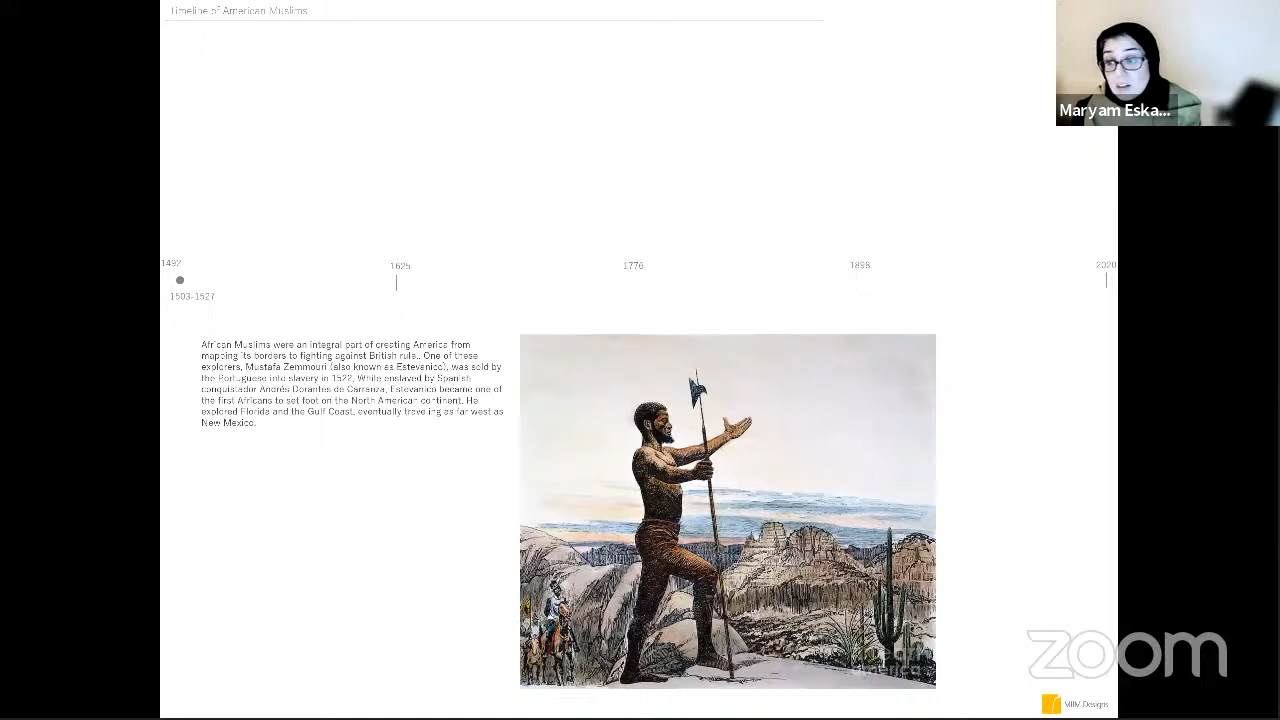 Timeline of American Muslims
Maryam Eska...
1492
1625
1776
1898
2020
1503-1527
African Muslims were an integral part of creating America from
mapping its borders to fighting against British rule.. One of these
explorers, Mustafa Zemmouri (also known as Estevanico), was sold by
the Portuguese into slavery in 1522. While enslaved by Spanish
conquistador Andrés Dorantes de Carranza, Estevanico became one of
the first Africans to set foot on the North American continent. He
explored Florida and the Gulf Coast, eventually traveling as far west as
New Mexico.
america
zoom
MIIM Designs